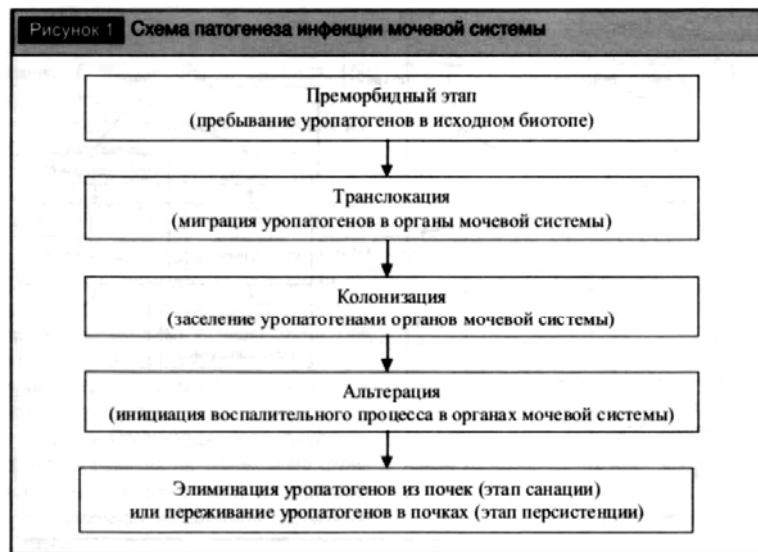 Рисунок 1 Схема патогенеза инфекции мочевой системы
Преморбидный этап
(пребывание уропатогенов в исходном биотопе)
Транслокация
(миграция уропатогенов в органы мочевой системы)
Колонизация
(заселение уропатогенами органов мочевой системы)
Альтерация
(инициация воспалительного процесса в органах мочевой системы)
Элиминация уропатогенов из почек (этап санации)
или переживание уропатогенов в почках (этап персистенции)